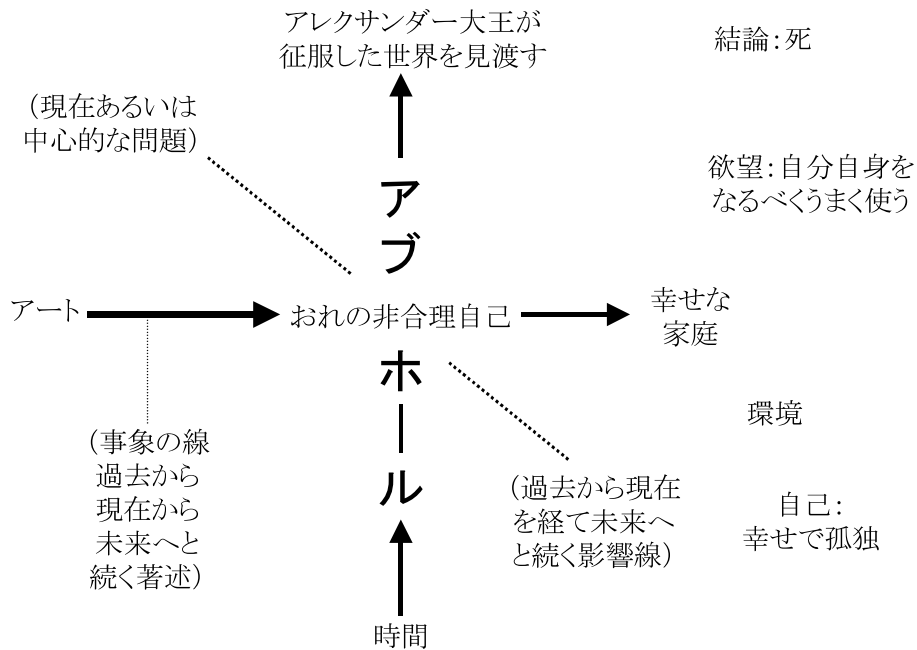 アレクサンダー大王が
征服した世界を見渡す
結論：死
（現在あるいは
中心的な問題）
欲望：自分自身を
なるべくうまく使う
ア
ブ
アート
おれの非合理自己
幸せな
家庭
ホ
ー
ル
環境
（事象の線
過去から
現在から
未来へと
続く著述）
（過去から現在
を経て未来へ
と続く影響線）
自己：
幸せで孤独
時間